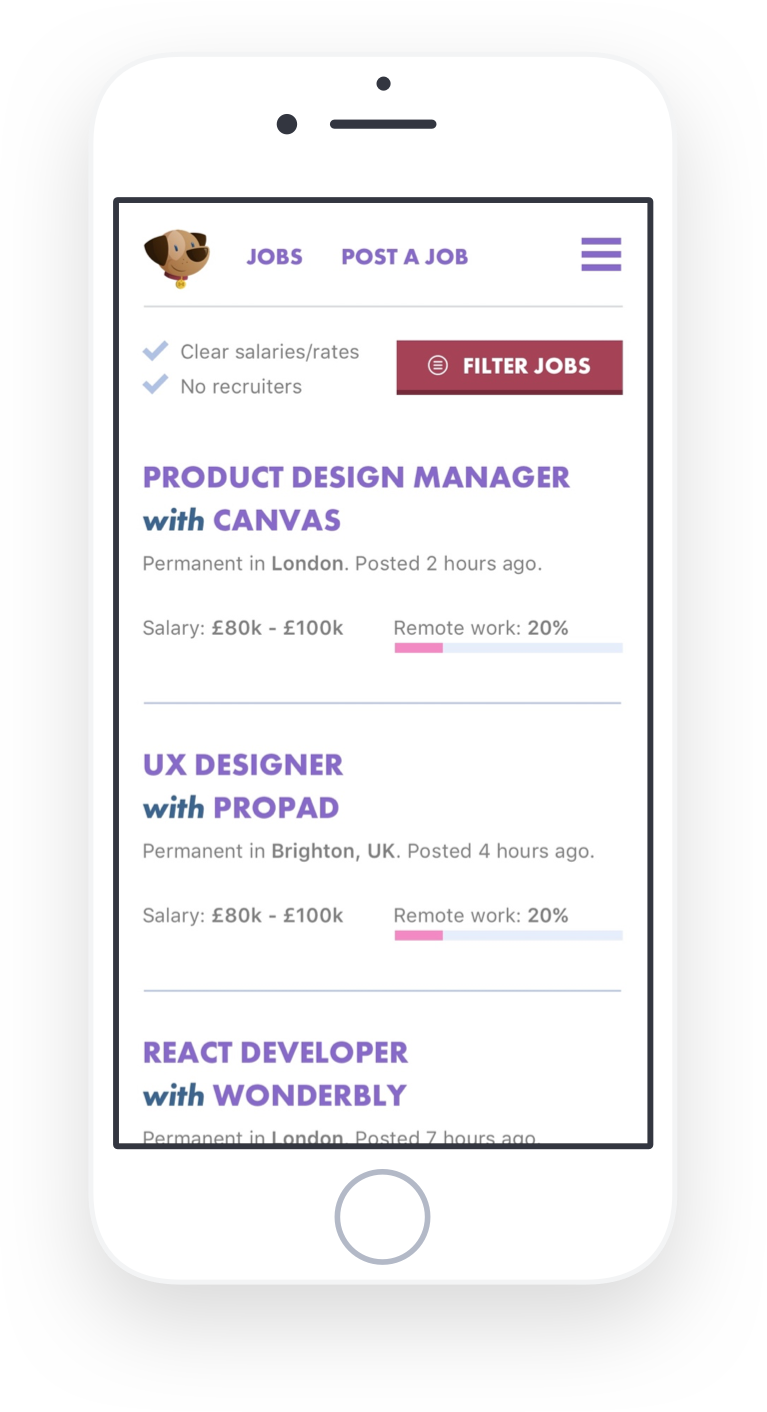 JOBS POST A JOB
Clear salaries/rates
No recruiters
FILTER JOBS
PRODUCT DESIGN MANAGER
with CANVAS
Permanent in London. Posted 2 hours ago.
Salary: £80k - £100k Remote work: 20%
UX DESIGNER
with PROPAD
Permanent in Brighton, UK. Posted 4 hours ago.
Salary: £80k - £100k Remote work: 20%
REACT DEVELOPER
with WONDERBLY
Permanent in London. Posted 7 hours ago.